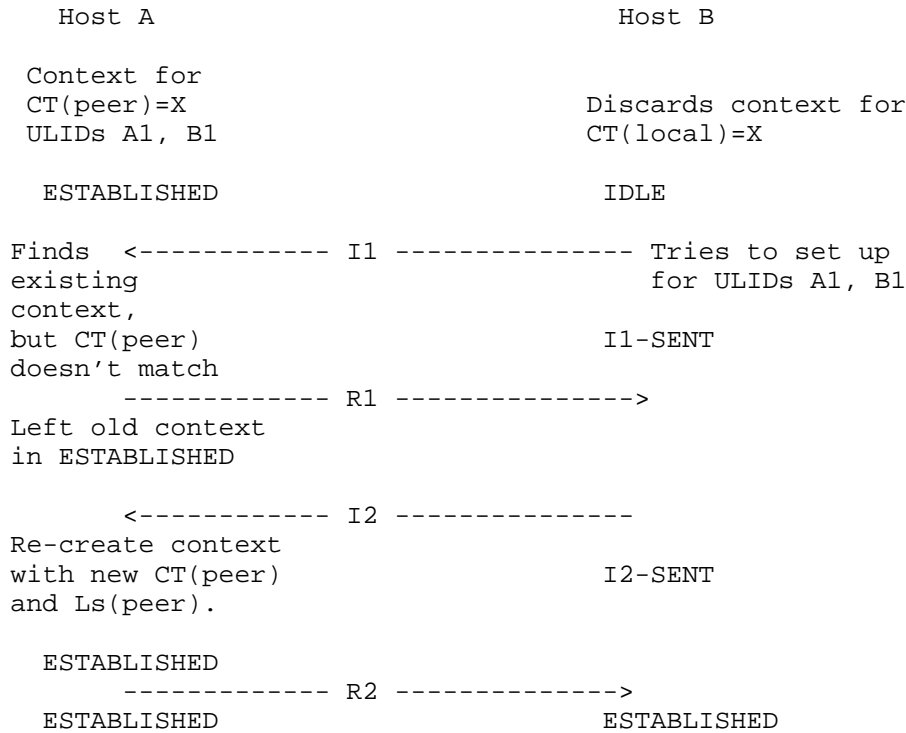 Host A                                Host B
Context for
CT(peer)=X                            Discards context for
ULIDs A1, B1                          CT(local)=X
ESTABLISHED                           IDLE
Finds  <------------ I1 --------------- Tries to set up
existing                                for ULIDs A1, B1
context,
but CT(peer)                          I1-SENT
doesn't match
------------- R1 --------------->
Left old context
in ESTABLISHED
<------------ I2 ---------------
Re-create context
with new CT(peer)                     I2-SENT
and Ls(peer).
ESTABLISHED
------------- R2 -------------->
ESTABLISHED                           ESTABLISHED